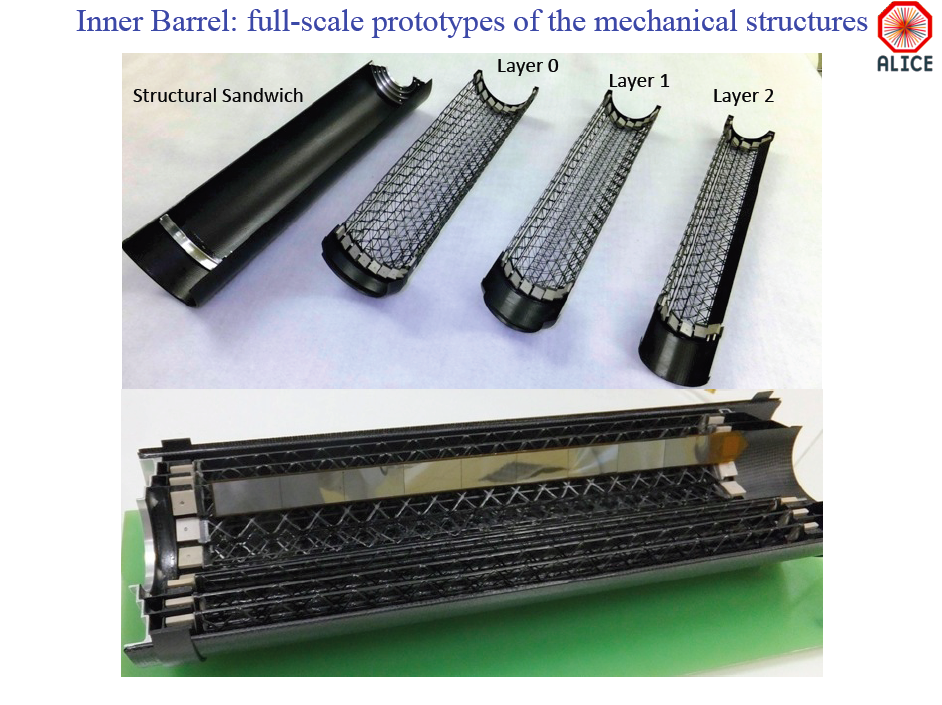 Inner Barrel: full-scale prototypes of the mechanical structures
ALICE
Structural Sandwich
Layer 0
Layer 1
Layer 2